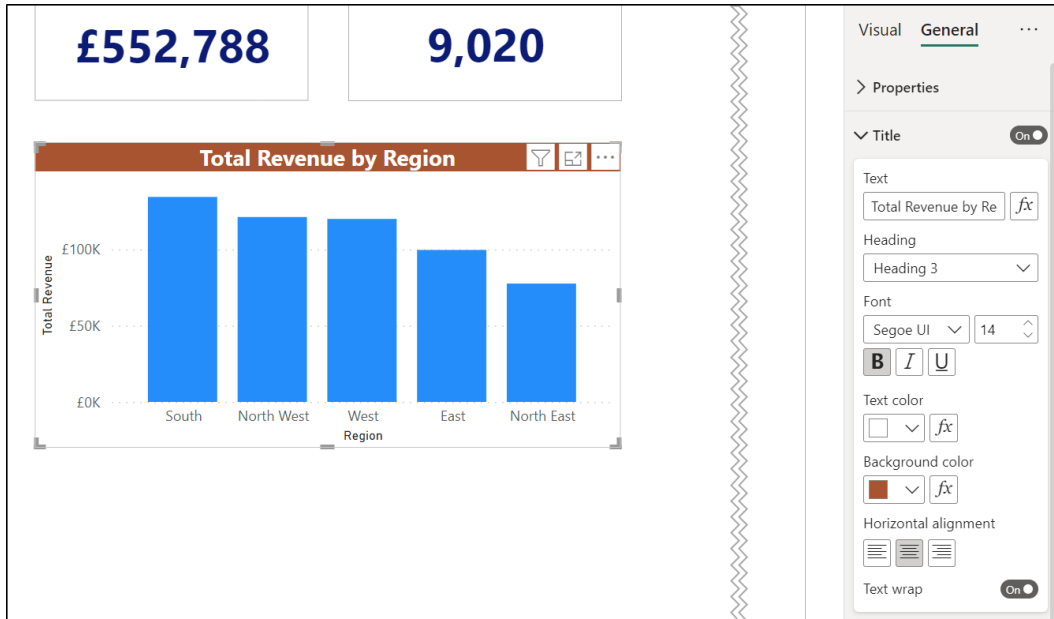 £552,788
9,020
Total Revenue by Region
Total Revenue
£100K
£50K
£0K
South North West West East North East
Region
Visual General ...
Properties
Title On
Text
Total Revenue by Re fx
Heading
Heading 3
Font
Segoe UI 14
B I U
Text color
fx
Background color
fx
Horizontal alignment
Text wrap On